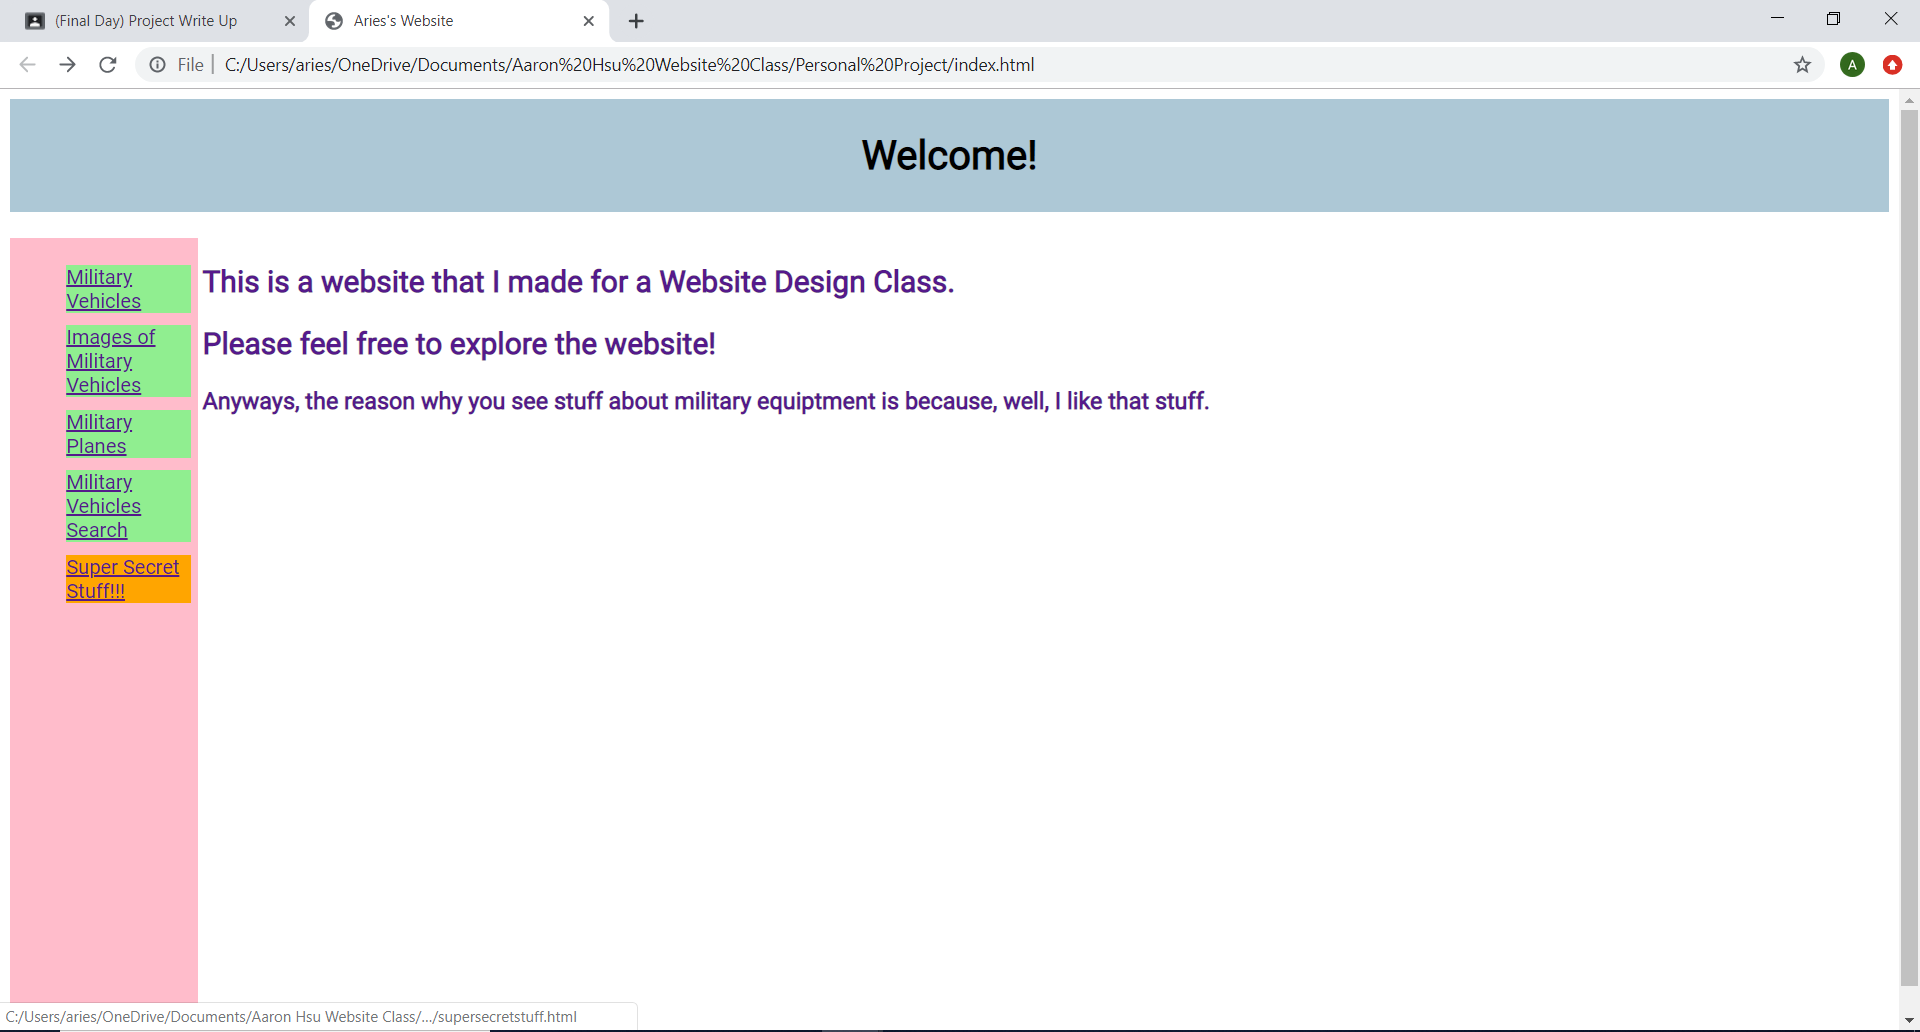 (Final Day) Project Write Up
Aries's Website
File
C:/Users/aries/OneDrive/Documents/Aaron%20Hsu%20Website%20Class/Personal%20Project/index.html
A
Welcome!
Military
Vehicles
Images of
Military
Vehicles
Military
Planes
Military
Vehicles
Search
Super Secret
Stuff!!!
This is a website that I made for a Website Design Class.
Please feel free to explore the website!
Anyways, the reason why you see stuff about military equiptment is because, well, I like that stuff.
C:/Users/aries/OneDrive/Documents/Aaron Hsu Website Class/.../supersecretstuff.html